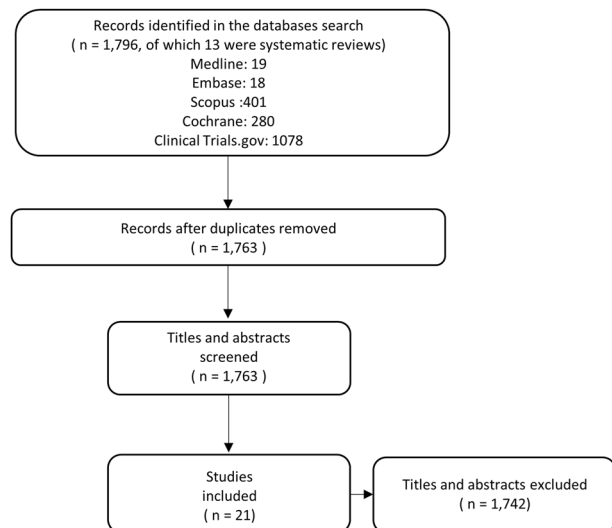 Records identified in the databases search
( n = 1,796, of which 13 were systematic reviews)
Medline: 19
Embase: 18
Scopus :401
Cochrane: 280
Clinical Trials.gov: 1078
Records after duplicates removed
( n = 1,763 )
Titles and abstracts
screened
( n = 1,763 )
Studies
included
( n = 21)
Titles and abstracts excluded
( n = 1,742)